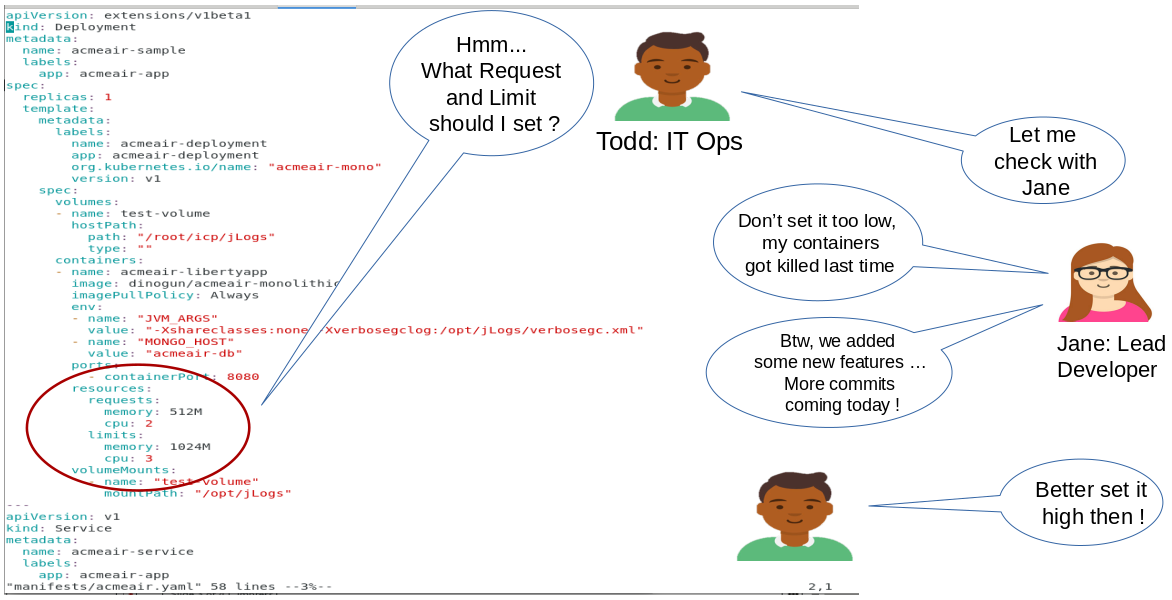 apiVersion: extensions/v1beta1
kind: Deployment
metadata:
  name: acmeair-sample
  labels:
    app: acmeair-app
spec:
  replicas: 1
  template:
    metadata:
      labels:
        name: acmeair-deployment
        app: acmeair-deployment
        org.kubernetes.io/name: "acmeair-mono"
        version: v1
    spec:
      volumes:
      - name: test-volume
        hostPath:
          path: "/root/icp/jLogs"
          type: ""
      containers:
      - name: acmeair-libertyapp
        image: dinogun/acmeair-monolithic
        imagePullPolicy: Always
        env:
        - name: "JVM_ARGS"
          value: "-Xshareclasses:none -Xverbosegclog:/opt/jLogs/verbosegc.xml"
        - name: "MONGO_HOST"
          value: "acmeair-db"
        ports:
          - containerPort: 8080
        resources:
          requests:
            memory: 512M
            cpu: 2
          limits:
            memory: 1024M
            cpu: 3
        volumeMounts:
          - name: "test-volume"
            mountPath: "/opt/jLogs"
---
apiVersion: v1
kind: Service
metadata:
  name: acmeair-service
  labels:
    app: acmeair-app
"manifests/acmeair.yaml" 58 lines --3%-- 2,1
Hmm...
What Request
and Limit
should I set ?
Todd: IT Ops
Let me
check with
Jane
Don't set it too low,
my containers
got killed last time
Btw, we added
some new features …
More commits
coming today !
Jane: Lead
Developer
Better set it
high then !